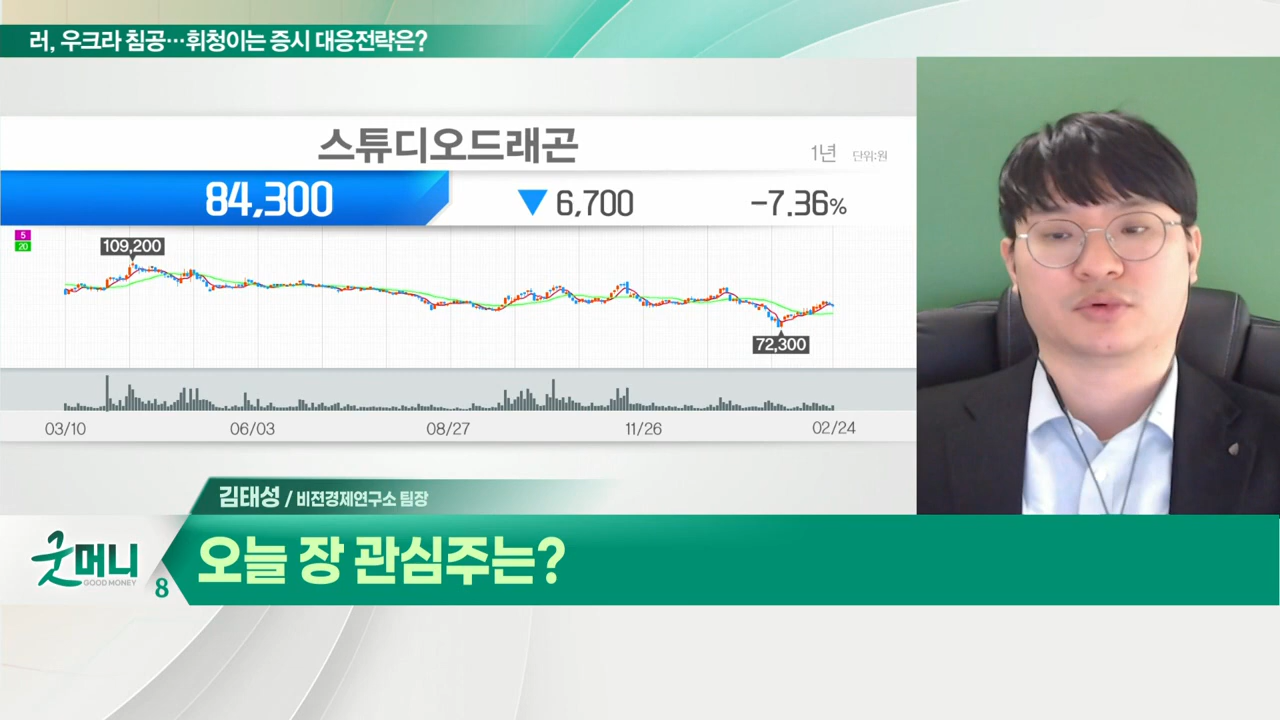 러, 우크라 침공…휘청이는 증시 대응전략은?
스튜디오드래곤
1년 단위:원
84,300 ▼ 6,700 -7.36%
5
20
109,200
72,300
03/10 06/03 08/27 11/26 02/24
김태성 / 비전경제연구소 팀장
굿머니
GOOD MONEY
8
오늘 장 관심주는?